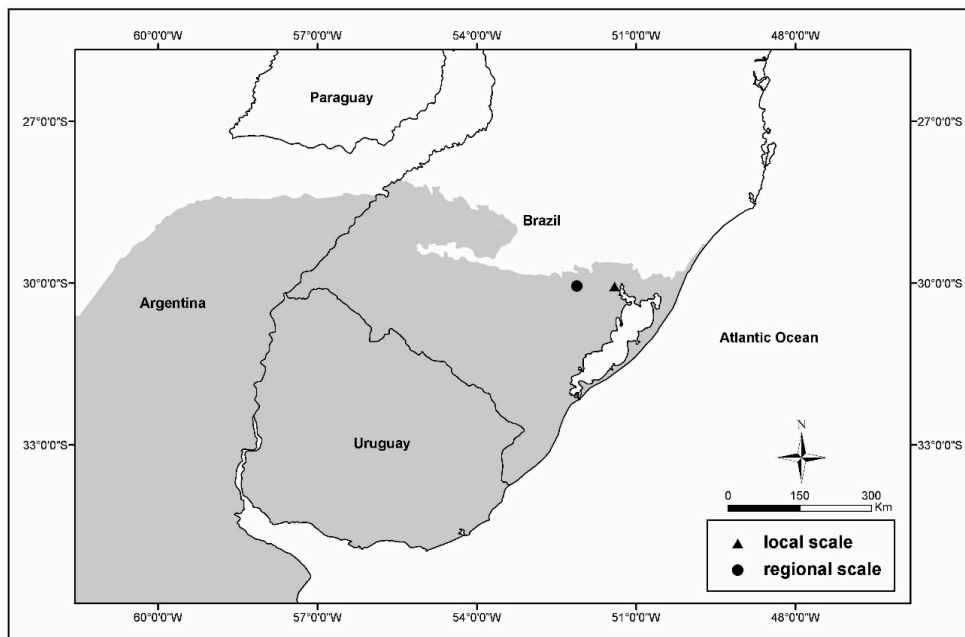 60°0'0"W 57°0'0"W 54°0'0"W 51°0'0"W 48°0'0"W
Paraguay
27°0'0"S 27°0'0"S
Brazil
30°0'0"S 30°0'0"S
Argentina
Atlantic Ocean
33°0'0"S 33°0'0"S
Uruguay
N
0 150 300
Km
local scale
regional scale
60°0'0"W 57°0'0"W 54°0'0"W 51°0'0"W 48°0'0"W